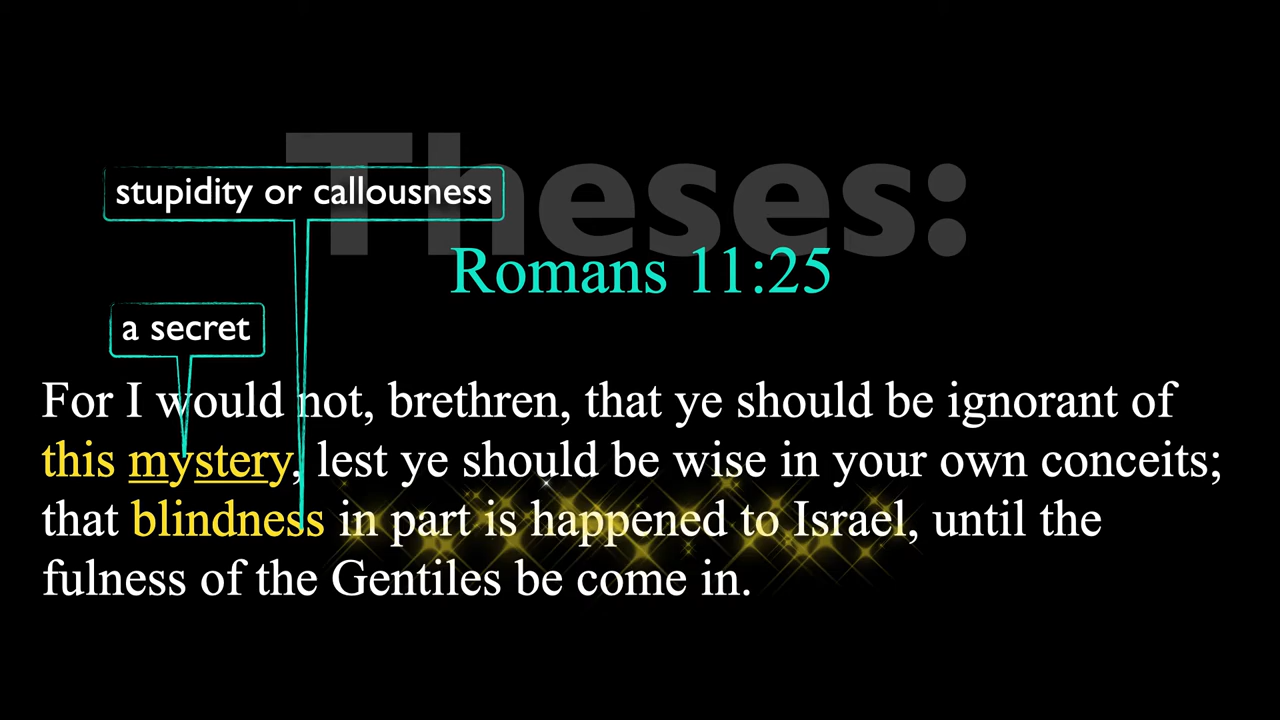 Theses:
stupidity or callousness
Romans 11:25
a secret
For I would not, brethren, that ye should be ignorant of
this mystery, lest ye should be wise in your own conceits;
that blindness in part is happened to Israel, until the
fulness of the Gentiles be come in.